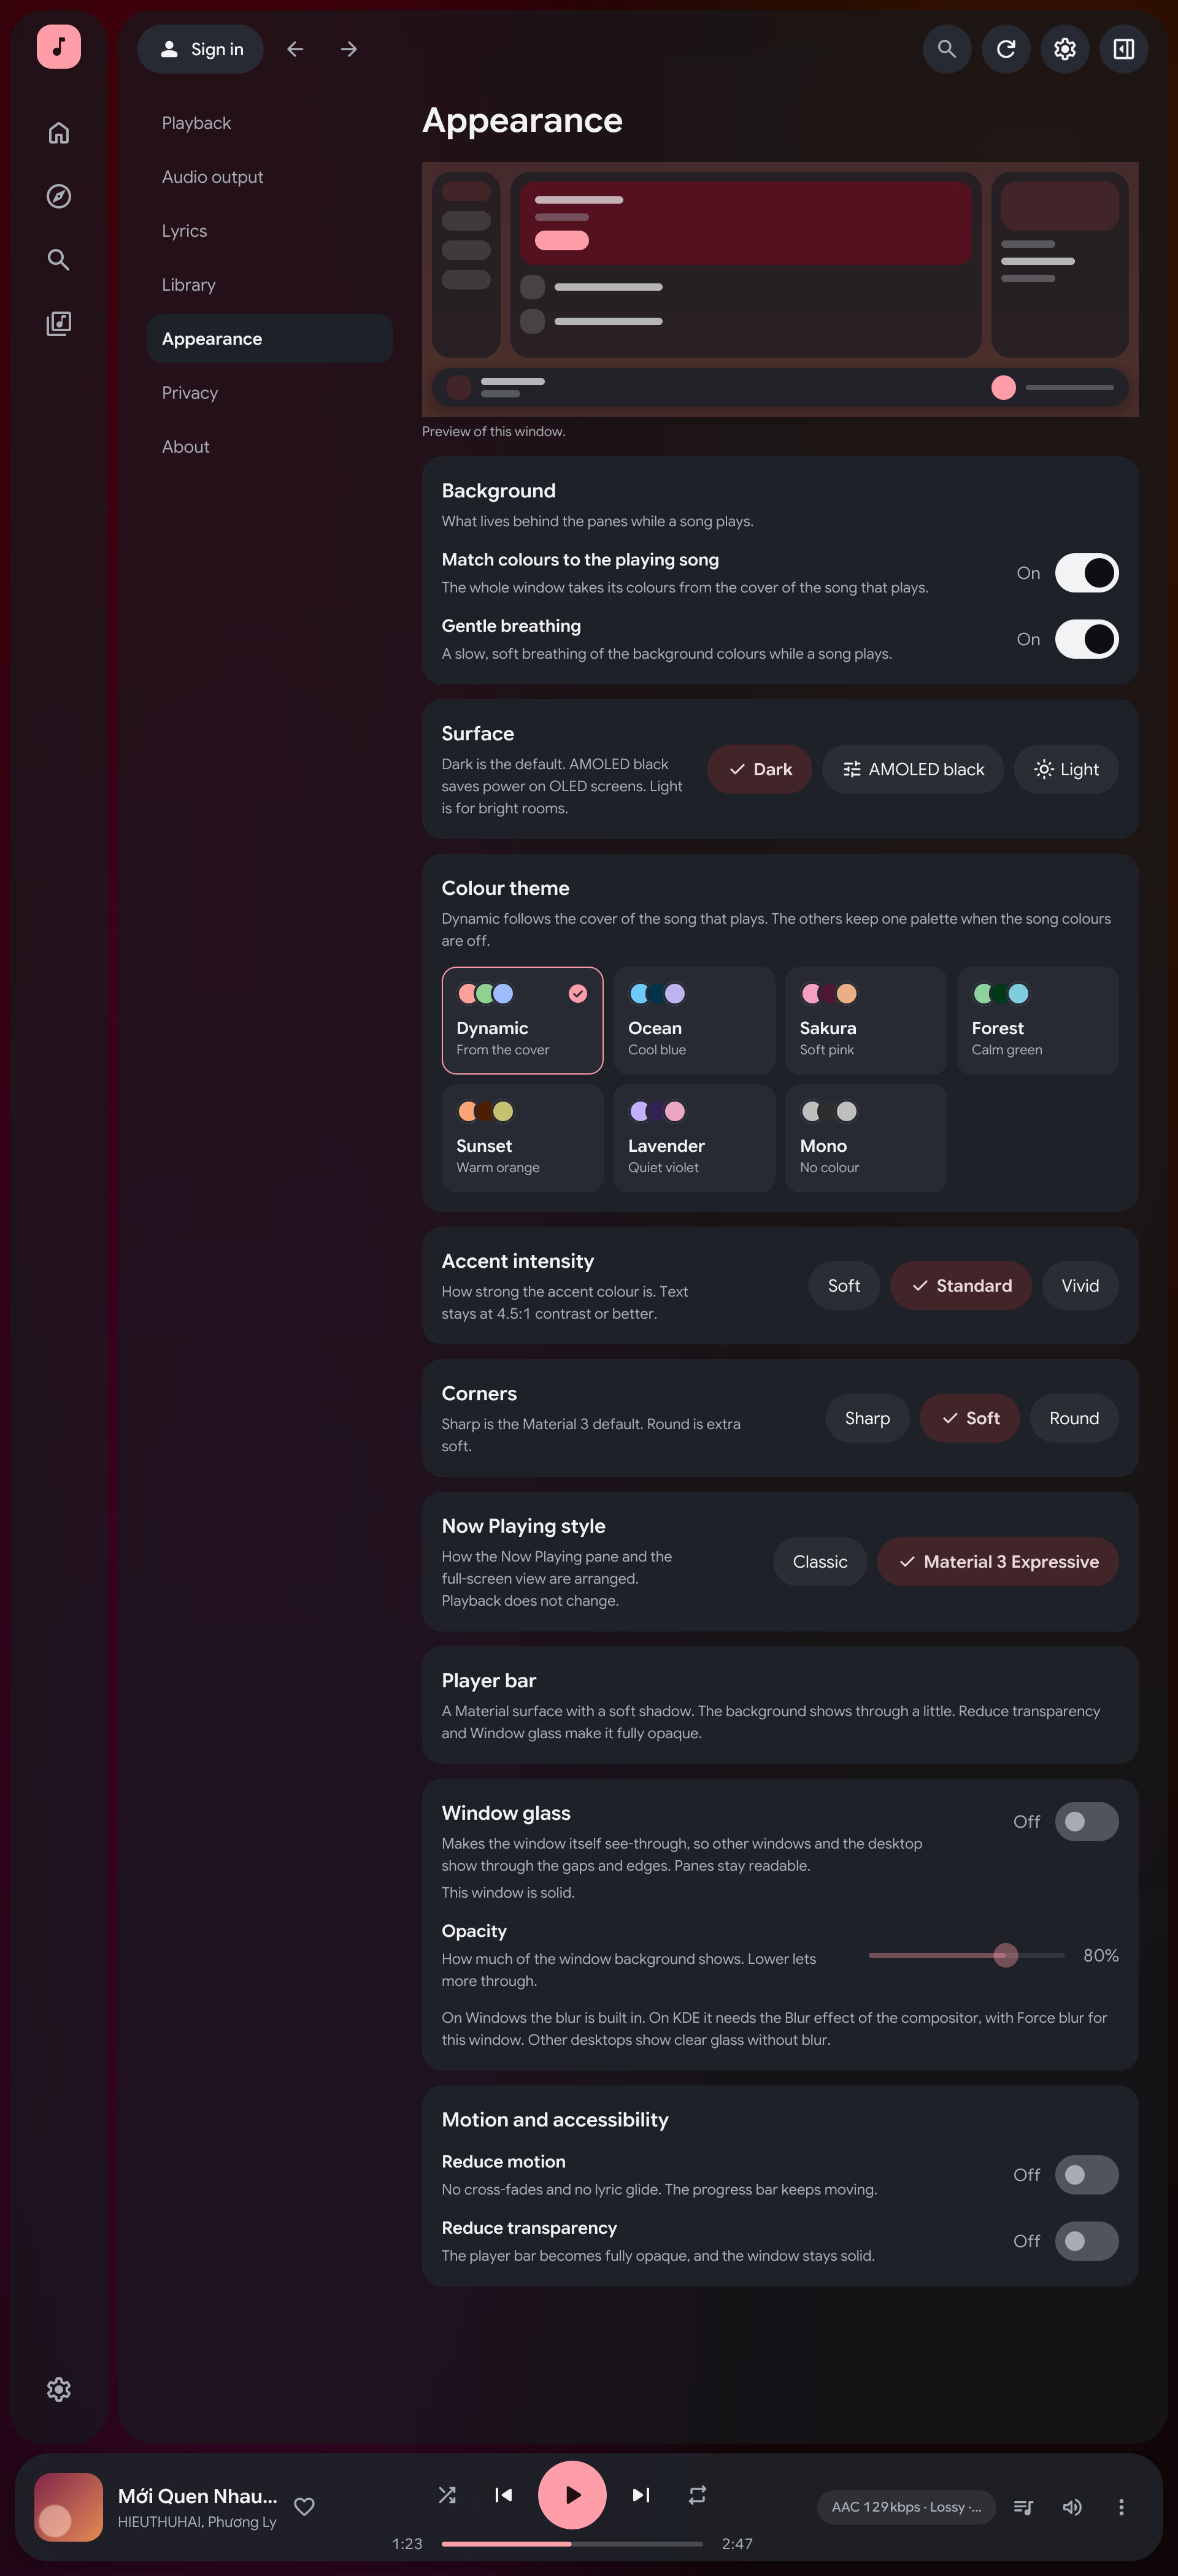 Sign in
Playback
Audio output
Lyrics
Library
Appearance
Privacy
About
Appearance
Preview of this window.
Background
What lives behind the panes while a song plays.
Match colours to the playing song
The whole window takes its colours from the cover of the song that plays.
On
Gentle breathing
A slow, soft breathing of the background colours while a song plays.
On
Surface
Dark is the default. AMOLED black
saves power on OLED screens. Light
is for bright rooms.
Dark
AMOLED black
Light
Colour theme
Dynamic follows the cover of the song that plays. The others keep one palette when the song colours
are off.
Dynamic
From the cover
Ocean
Cool blue
Sakura
Soft pink
Forest
Calm green
Sunset
Warm orange
Lavender
Quiet violet
Mono
No colour
Accent intensity
How strong the accent colour is. Text
stays at 4.5:1 contrast or better.
Soft
Standard
Vivid
Corners
Sharp is the Material 3 default. Round is extra
soft.
Sharp
Soft
Round
Now Playing style
How the Now Playing pane and the
full-screen view are arranged.
Playback does not change.
Classic
Material 3 Expressive
Player bar
A Material surface with a soft shadow. The background shows through a little. Reduce transparency
and Window glass make it fully opaque.
Window glass
Makes the window itself see-through, so other windows and the desktop
show through the gaps and edges. Panes stay readable.
This window is solid.
Off
Opacity
How much of the window background shows. Lower lets
more through.
80%
On Windows the blur is built in. On KDE it needs the Blur effect of the compositor, with Force blur for
this window. Other desktops show clear glass without blur.
Motion and accessibility
Reduce motion
No cross-fades and no lyric glide. The progress bar keeps moving.
Off
Reduce transparency
The player bar becomes fully opaque, and the window stays solid.
Off
Mới Quen Nhau...
HIEUTHUHAI, Phương Ly
1:23
2:47
AAC 129 kbps · Lossy ·...